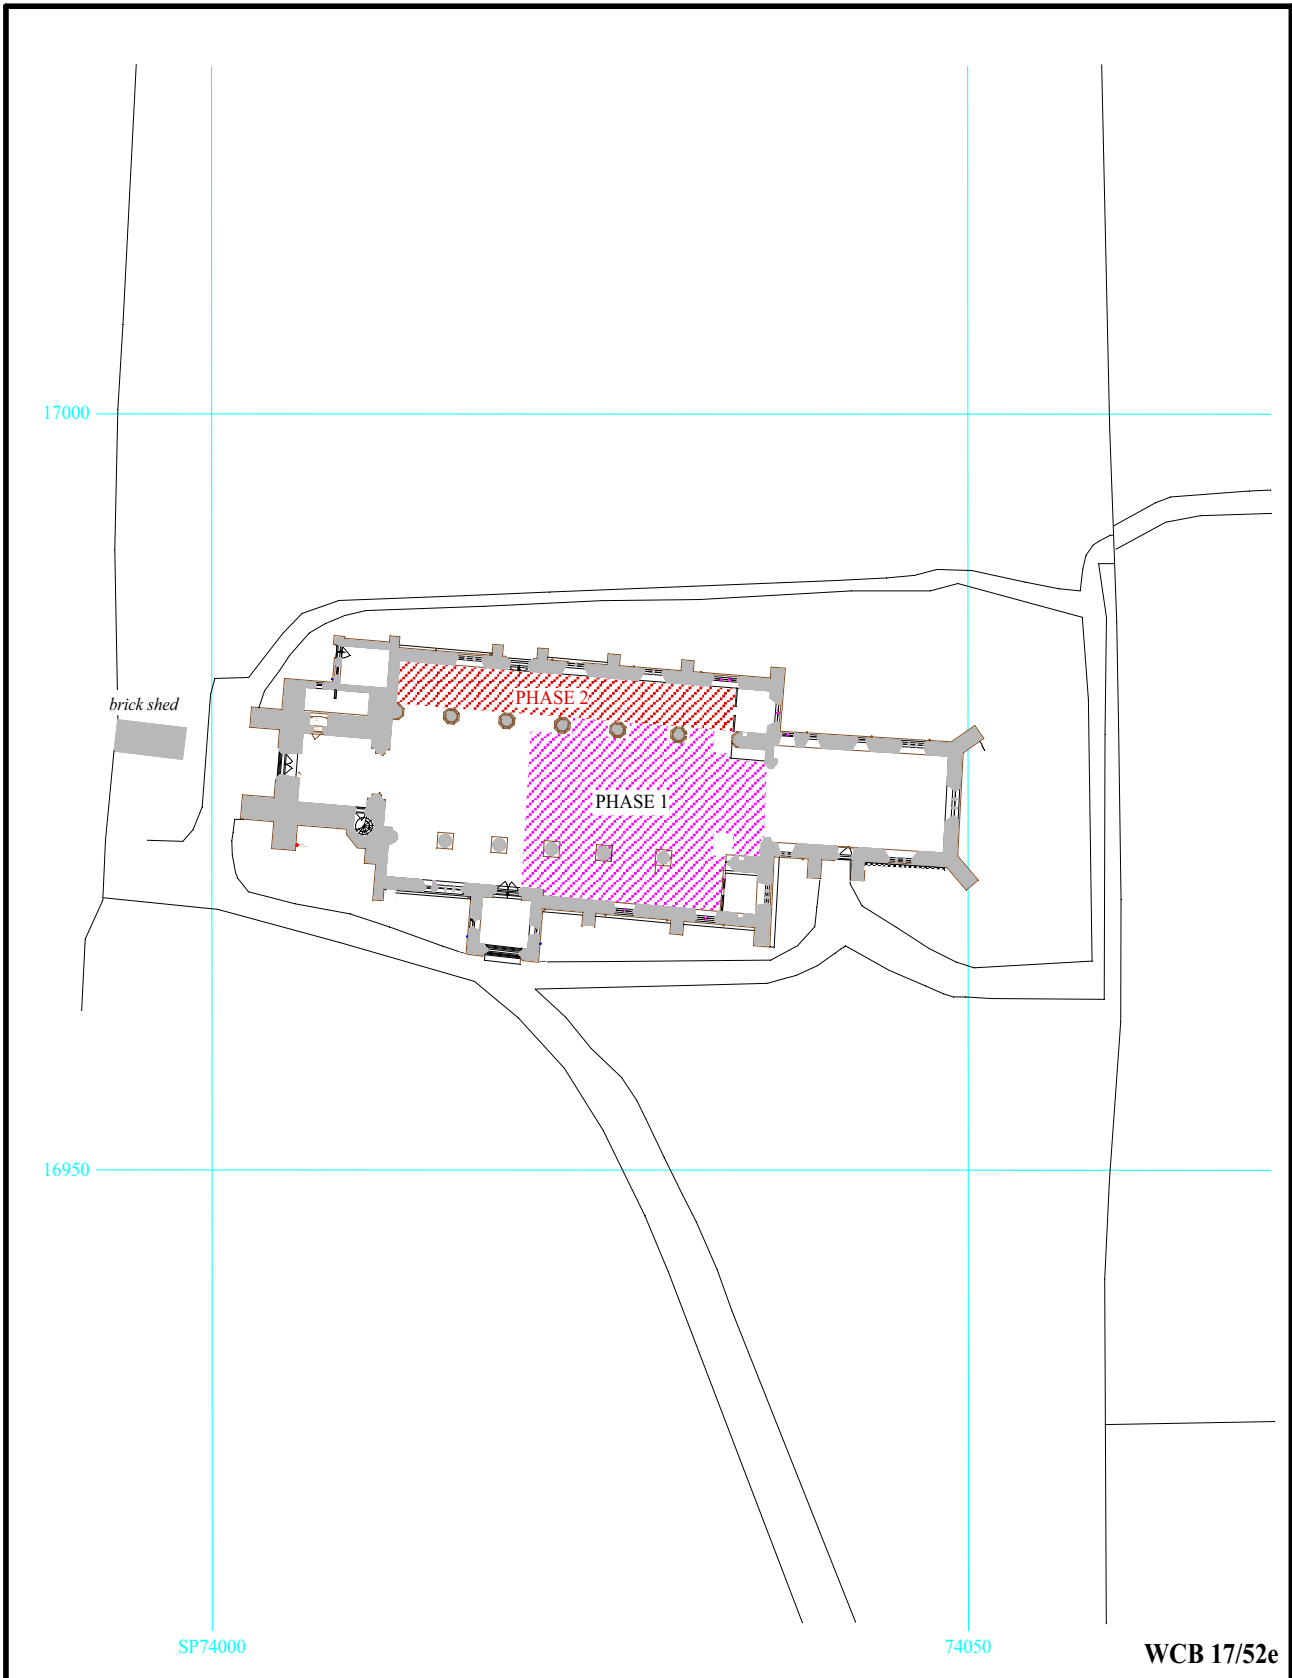 17000
brick shed
PHASE 2
PHASE 1
16950
SP74000
74050
WCB 17/52e